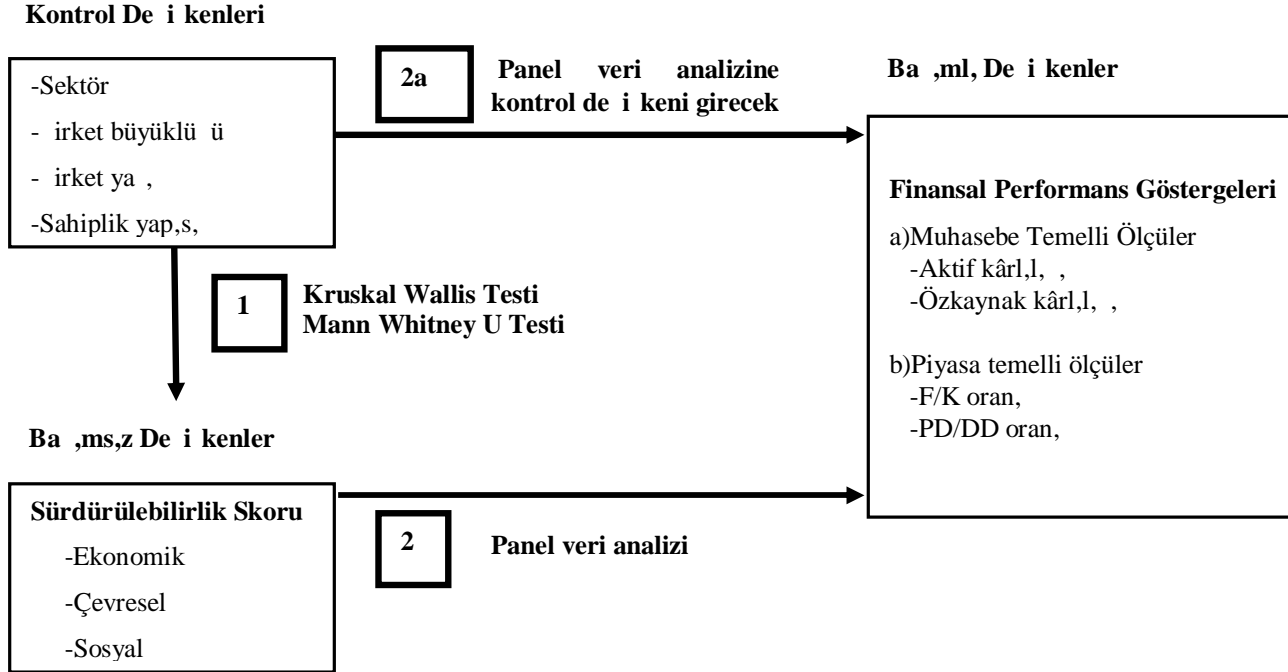 Kontrol De i kenleri
-Sektör
- irket büyüklü ü
- irket ya ,
-Sahiplik yap,s,
2a
Panel veri analizine
kontrol de i keni girecek
Ba ,ml, De i kenler
Finansal Performans Göstergeleri
a)Muhasebe Temelli Ölçüler
-Aktif kârl,l, ,
-Özkaynak kârl,l, ,
b)Piyasa temelli ölçüler
-F/K oran,
-PD/DD oran,
1
Kruskal Wallis Testi
Mann Whitney U Testi
Ba ,ms,z De i kenler
Sürdürülebilirlik Skoru
-Ekonomik
-Çevresel
-Sosyal
2
Panel veri analizi